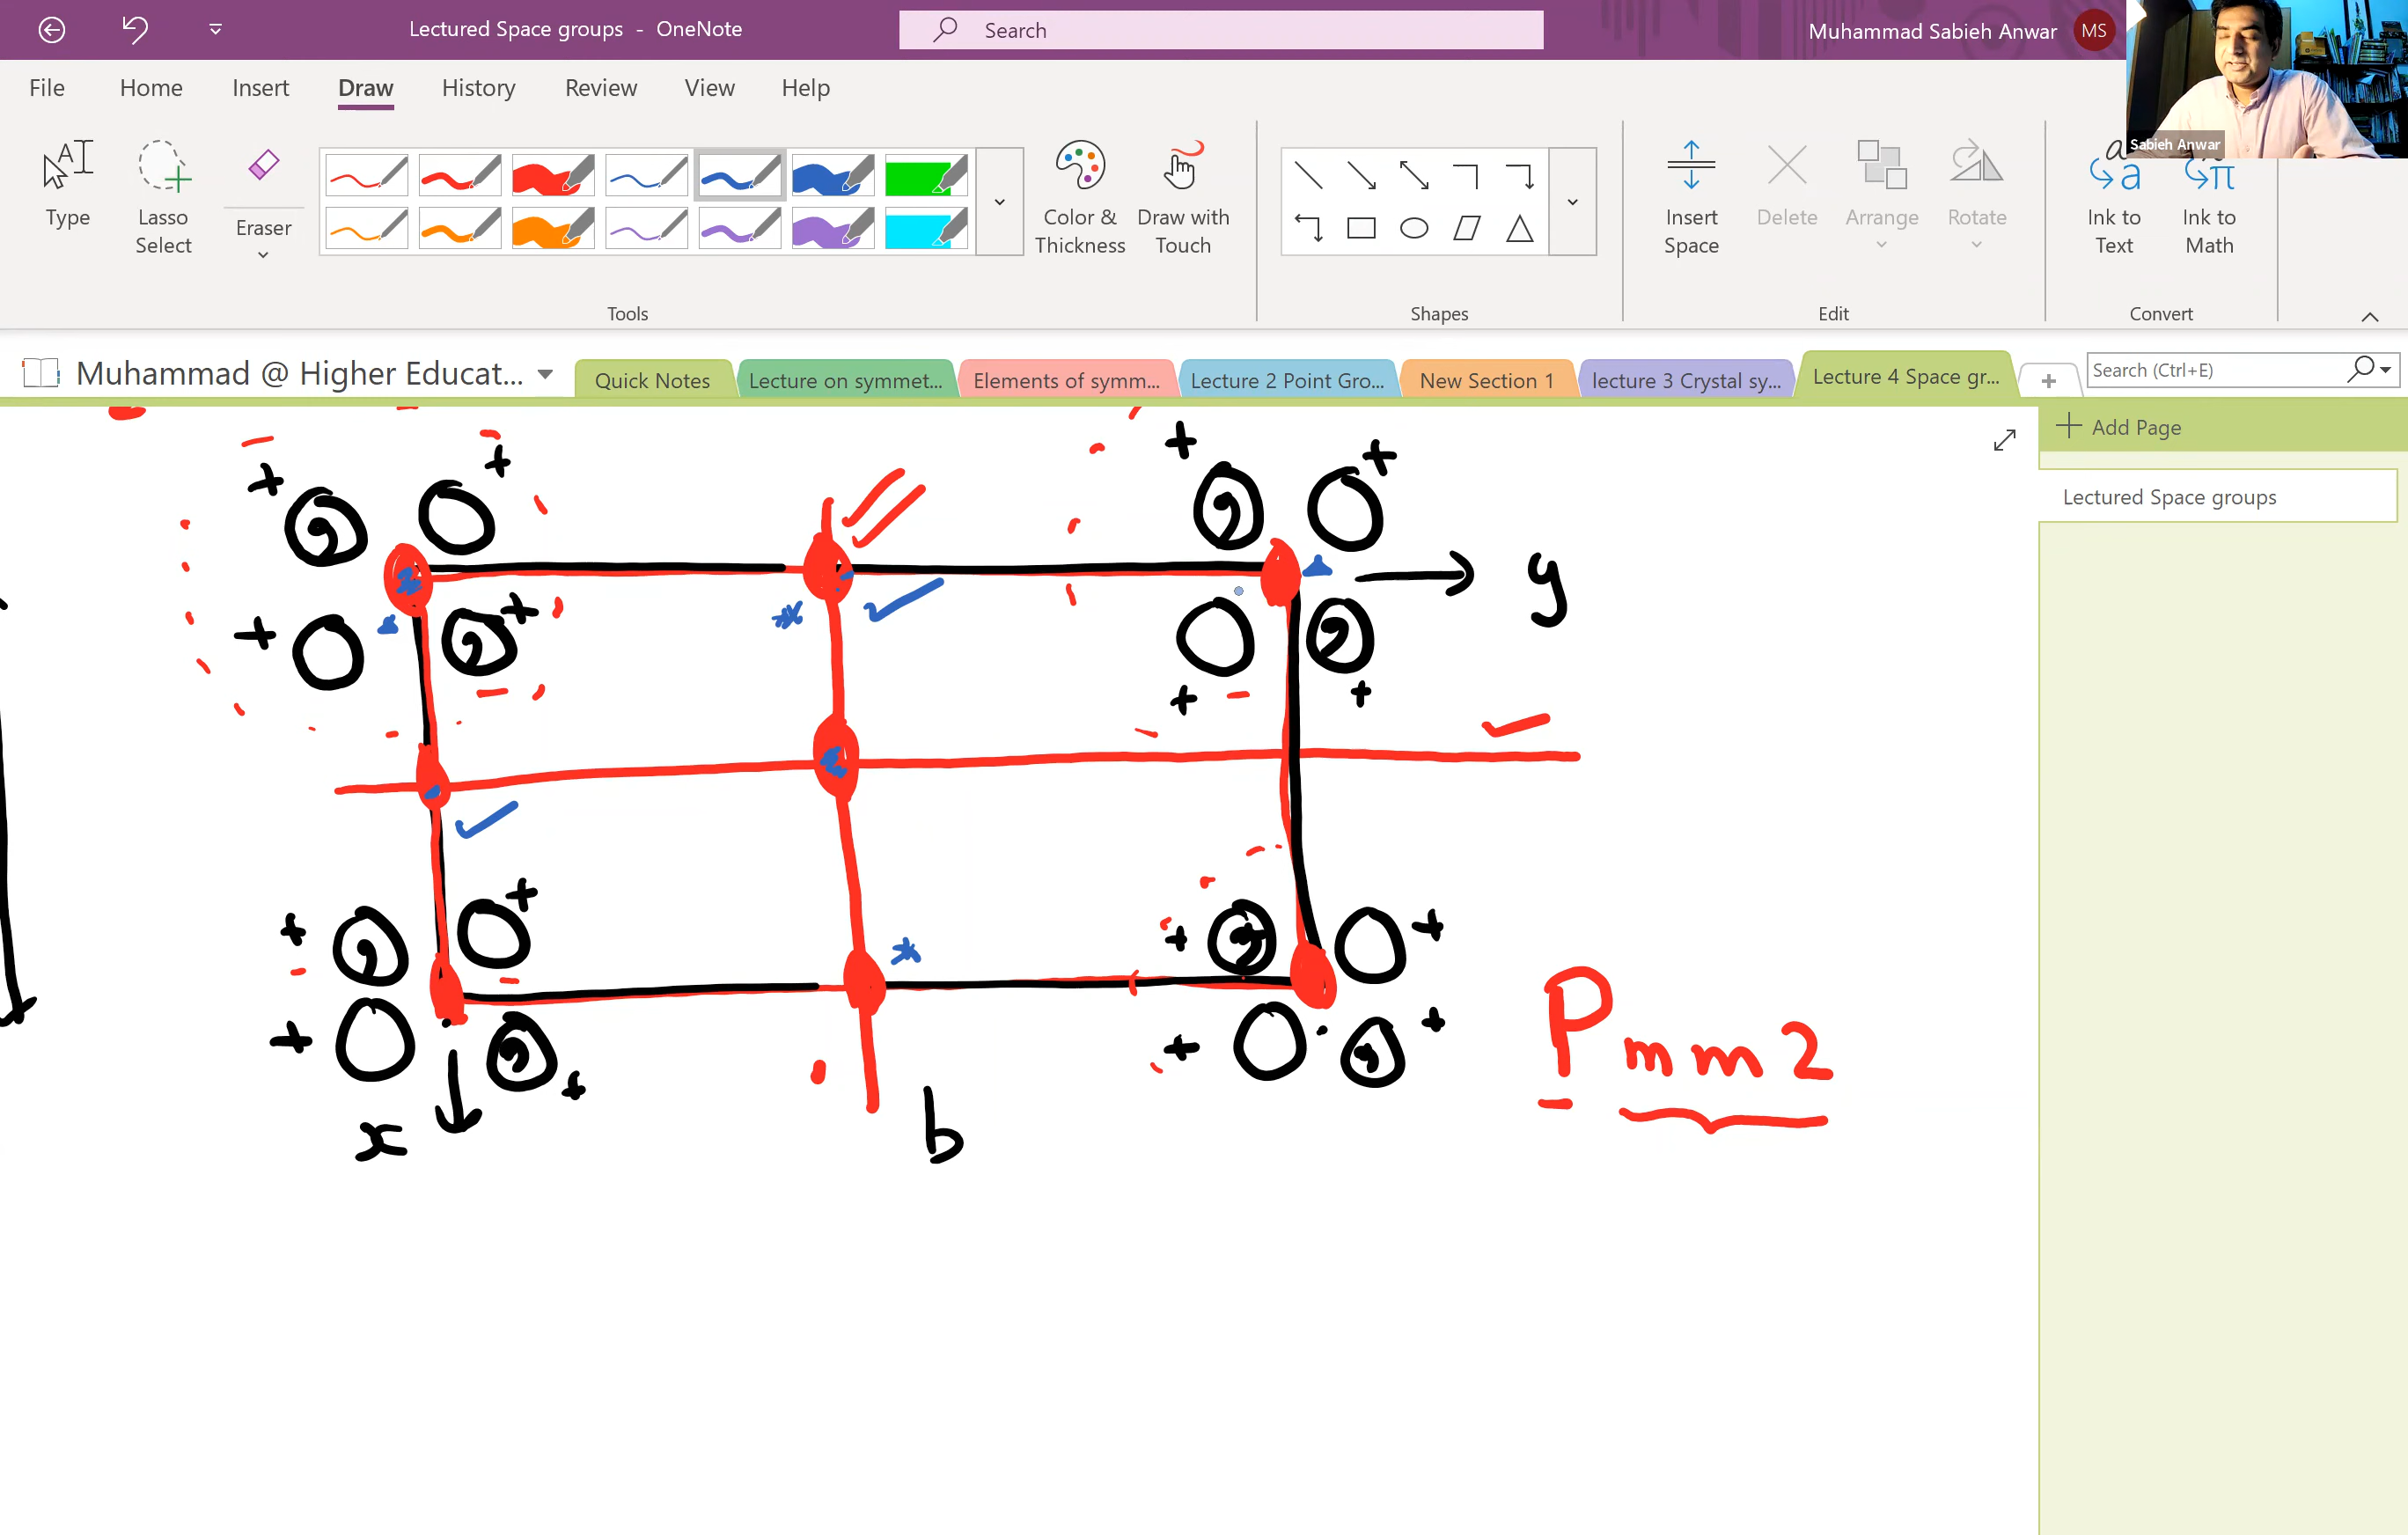 Lectured Space groups - OneNote
Search
Muhammad Sabieh Anwar
MS
File Home Insert Draw History Review View Help
Sabieh Anwar
Type
Lasso Select
Eraser
Color & Thickness
Draw with Touch
Insert Space
Delete
Arrange
Rotate
Ink to Text
Ink to Math
Tools
Shapes
Edit
Convert
Muhammad @ Higher Educat...
Quick Notes
Lecture on symmet...
Elements of symm...
Lecture 2 Point Gro...
New Section 1
lecture 3 Crystal sy...
Lecture 4 Space gr...
Search (Ctrl+E)
Add Page
Lectured Space groups
+ + + +
y
+ + + +
+ + + +
P mm2
+ + + +
x
b